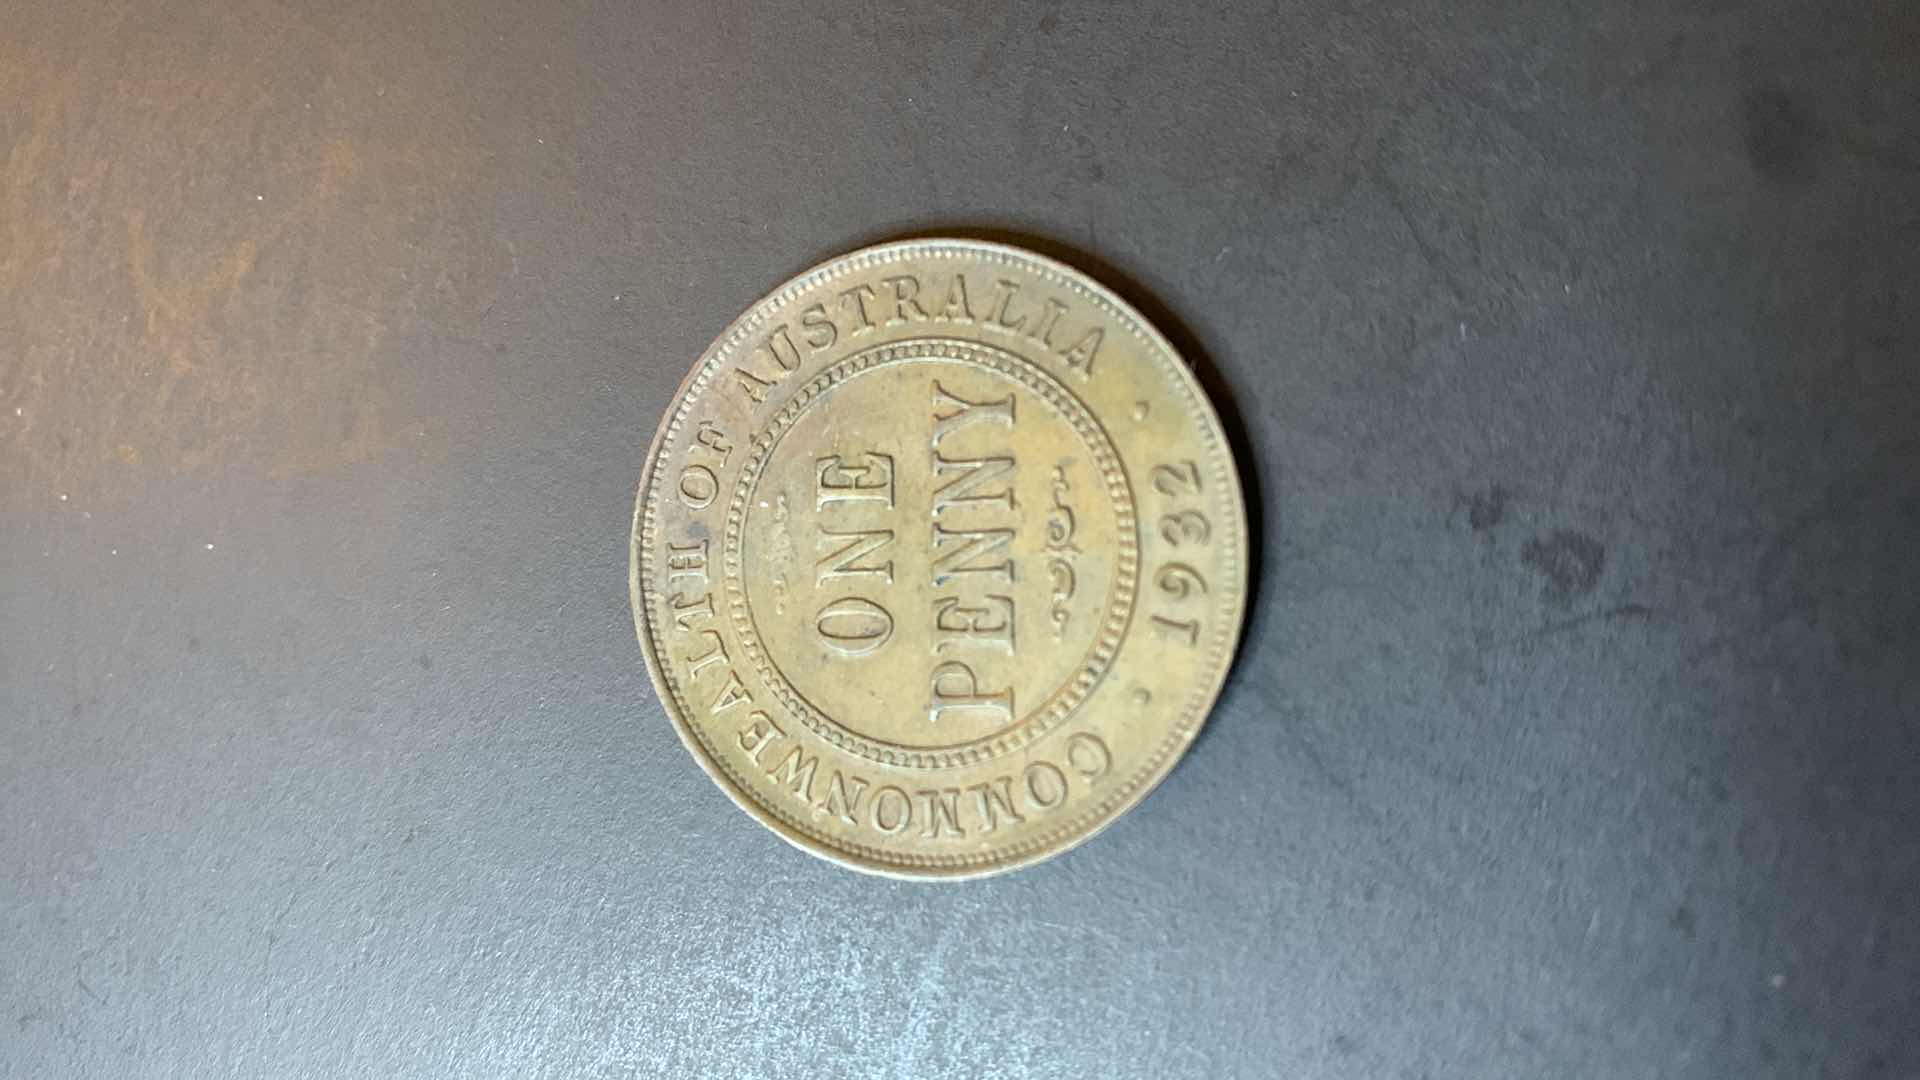 COMMONWEALTH OF AUSTRALIA
ONE
PENNY
· 1932 ·